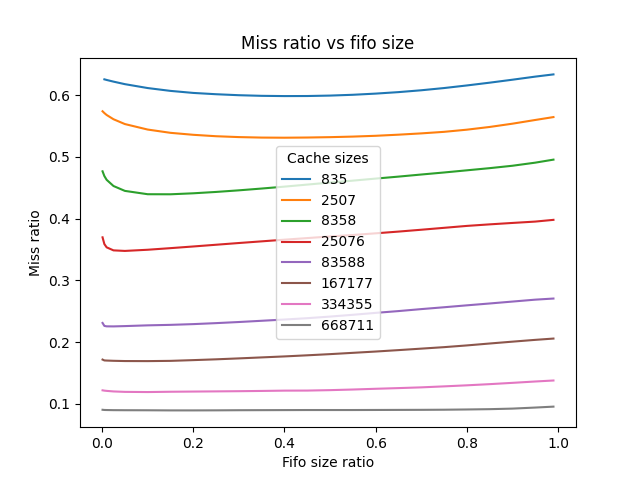 Miss ratio vs fifo size
Miss ratio
0.6
0.5
0.4
0.3
0.2
0.1
Cache sizes
835
2507
8358
25076
83588
167177
334355
668711
0.0 0.2 0.4 0.6 0.8 1.0
Fifo size ratio